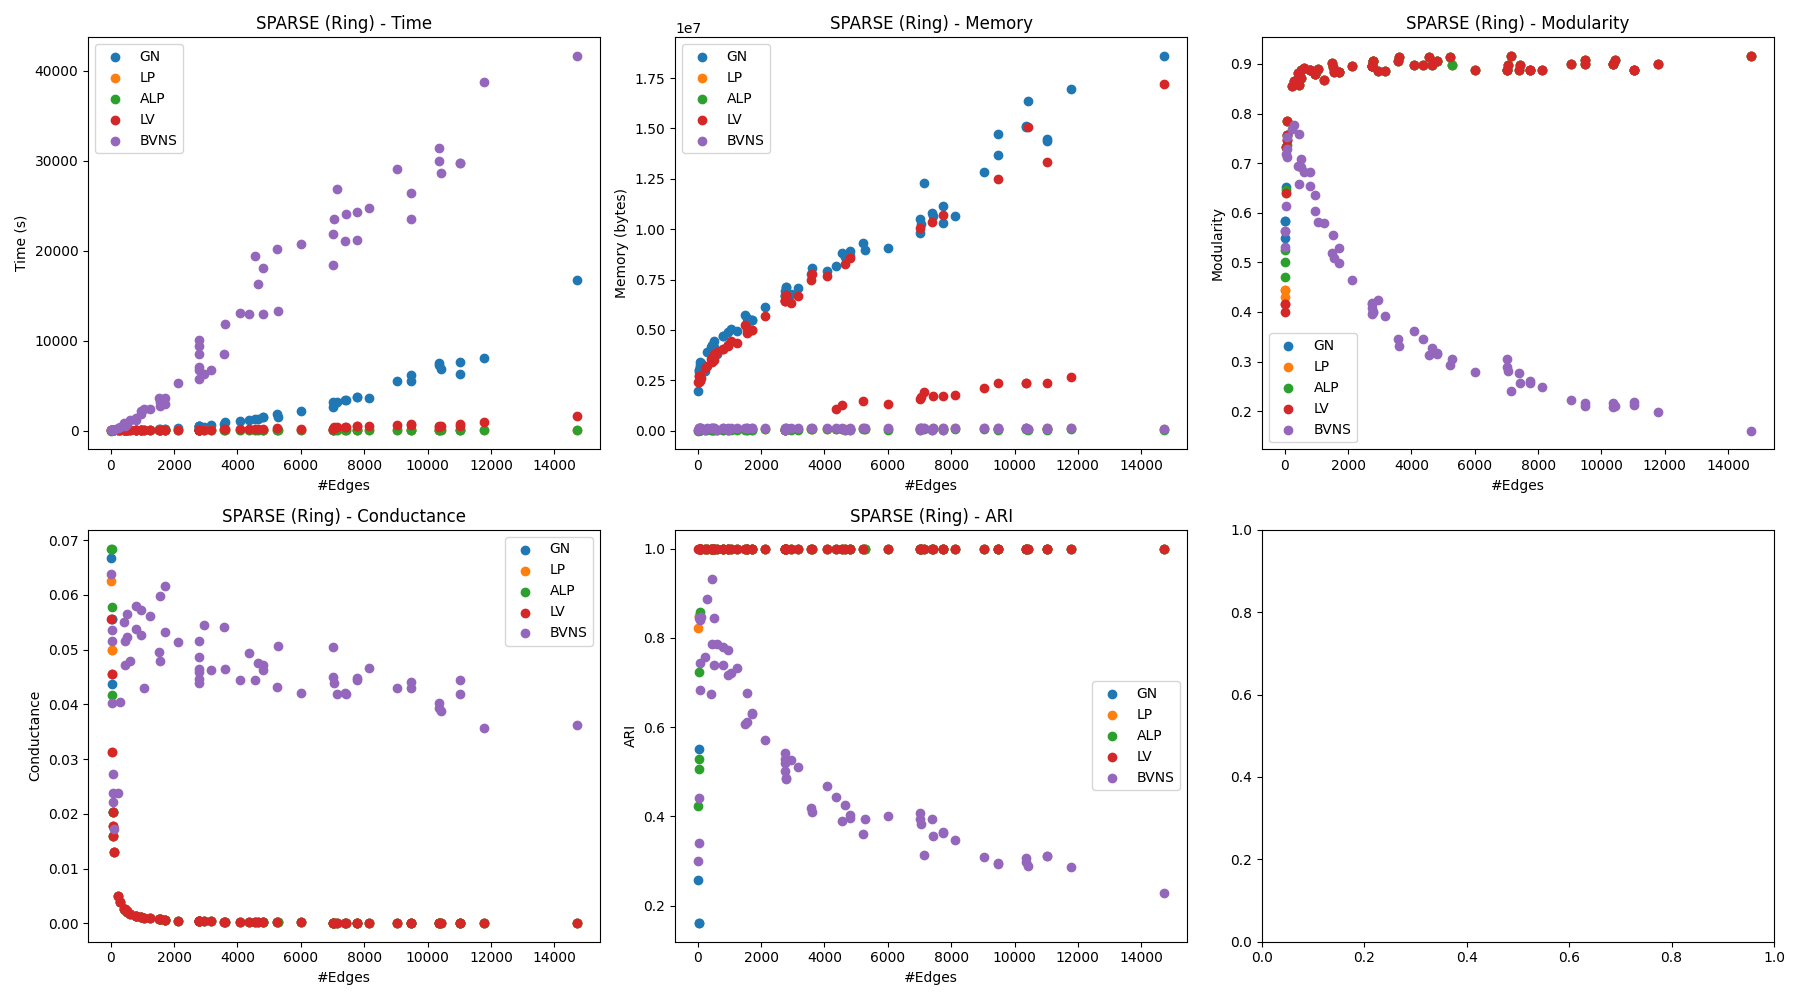 SPARSE (Ring) - Time
Time (s)
40000
30000
20000
10000
0
0 2000 4000 6000 8000 10000 12000 14000
#Edges
GN
LP
ALP
LV
BVNS
SPARSE (Ring) - Memory
1e7
Memory (bytes)
1.75
1.50
1.25
1.00
0.75
0.50
0.25
0.00
0 2000 4000 6000 8000 10000 12000 14000
#Edges
GN
LP
ALP
LV
BVNS
SPARSE (Ring) - Modularity
Modularity
0.9
0.8
0.7
0.6
0.5
0.4
0.3
0.2
0 2000 4000 6000 8000 10000 12000 14000
#Edges
GN
LP
ALP
LV
BVNS
SPARSE (Ring) - Conductance
Conductance
0.07
0.06
0.05
0.04
0.03
0.02
0.01
0.00
0 2000 4000 6000 8000 10000 12000 14000
#Edges
GN
LP
ALP
LV
BVNS
SPARSE (Ring) - ARI
ARI
1.0
0.8
0.6
0.4
0.2
0 2000 4000 6000 8000 10000 12000 14000
#Edges
GN
LP
ALP
LV
BVNS
1.0
0.8
0.6
0.4
0.2
0.0
0.0 0.2 0.4 0.6 0.8 1.0